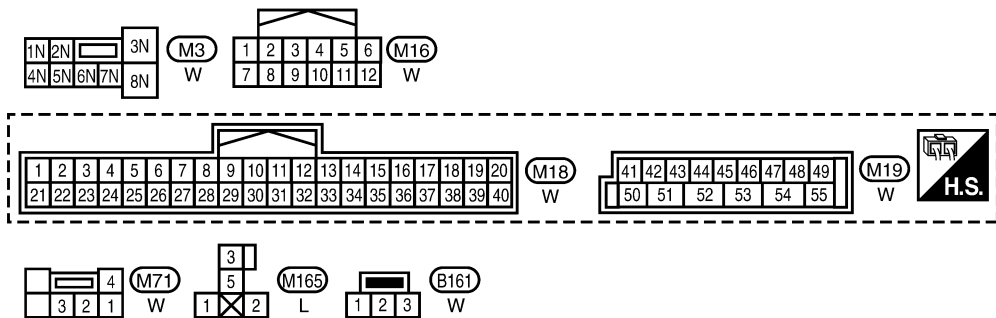 1N 2N 3N
4N 5N 6N 7N 8N
M3
W
1 2 3 4 5 6
7 8 9 10 11 12
M16
W
1 2 3 4 5 6 7 8 9 10 11 12 13 14 15 16 17 18 19 20
21 22 23 24 25 26 27 28 29 30 31 32 33 34 35 36 37 38 39 40
M18
W
41 42 43 44 45 46 47 48 49
50 51 52 53 54 55
M19
W
H.S.
4
3 2 1
M71
W
3
5
1 2
M165
L
1 2 3
B161
W